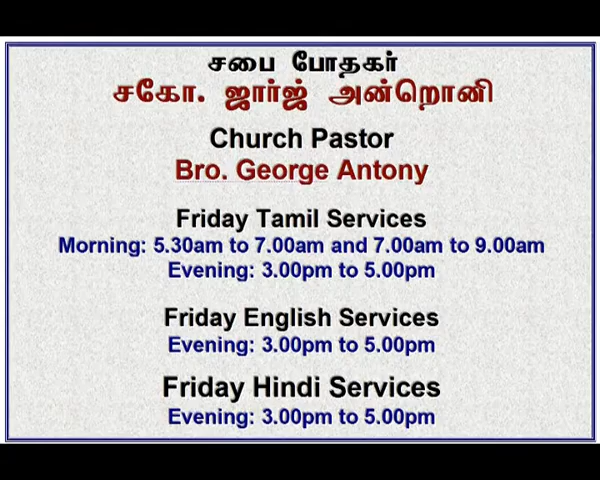 சபை போதகர்
சகோ. ஜார்ஜ் அன்றொனி
Church Pastor
Bro. George Antony
Friday Tamil Services
Morning: 5.30am to 7.00am and 7.00am to 9.00am
Evening: 3.00pm to 5.00pm
Friday English Services
Evening: 3.00pm to 5.00pm
Friday Hindi Services
Evening: 3.00pm to 5.00pm